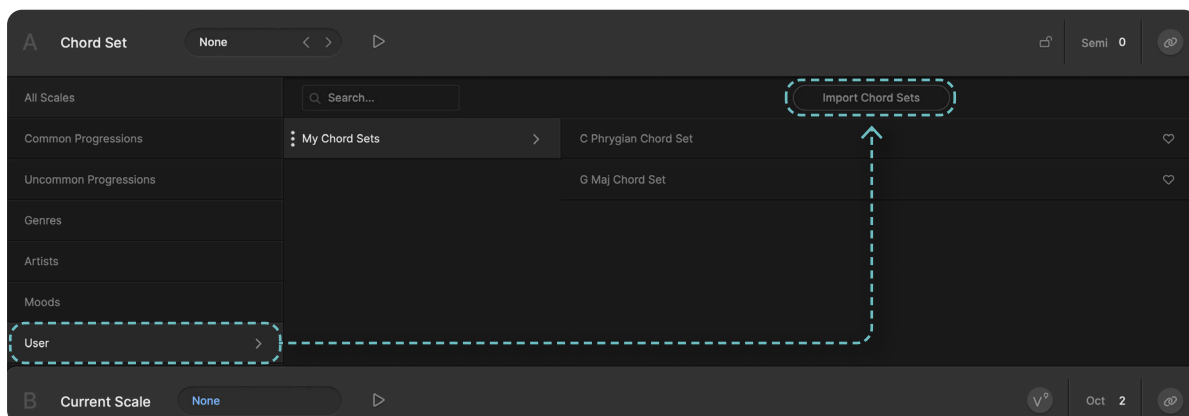 A Chord Set None Semi 0
All Scales Search... Import Chord Sets
Common Progressions My Chord Sets C Phrygian Chord Set
Uncommon Progressions G Maj Chord Set
Genres
Artists
Moods
User
B Current Scale None V° Oct 2